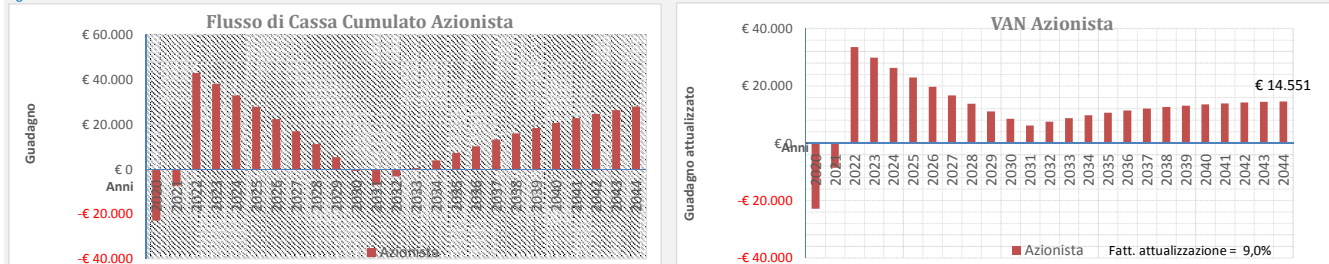 Flusso di Cassa Cumulato Azionista
€ 60.000
€ 40.000
€ 20.000
€ 0
-€ 20.000
-€ 40.000
Guadagno
Anni
2020 2021 2022 2023 2024 2025 2026 2027 2028 2029 2030 2031 2032 2033 2034 2035 2036 2037 2038 2039 2040 2041 2042 2043 2044
Azionista
VAN Azionista
€ 40.000
€ 20.000
€ 0
-€ 20.000
-€ 40.000
Guadagno attualizzato
Anni
€ 14.551
2020 2021 2022 2023 2024 2025 2026 2027 2028 2029 2030 2031 2032 2033 2034 2035 2036 2037 2038 2039 2040 2041 2042 2043 2044
Azionista Fatt. attualizzazione = 9,0%